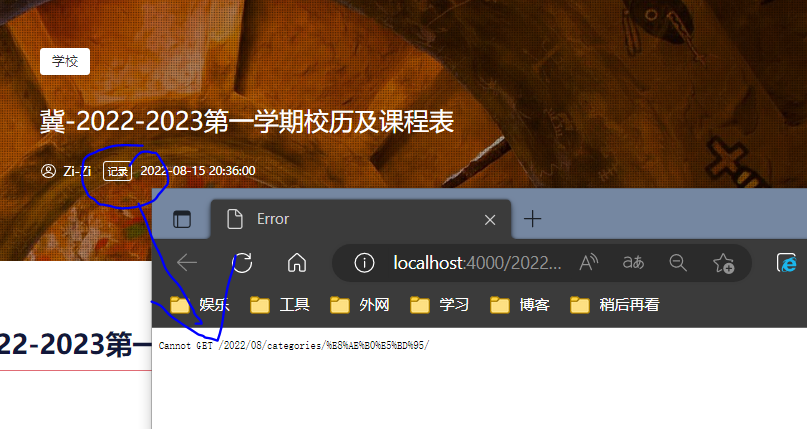 学校
冀-2022-2023第一学期校历及课程表
Zi-Zi 记录 2022-08-15 20:36:00
Error
localhost:4000/2022...
娱乐 工具 外网 学习 博客 稍后再看
22-2023第一
Cannot GET /2022/08/categories/%E8%AE%B0%E5%BD%95/